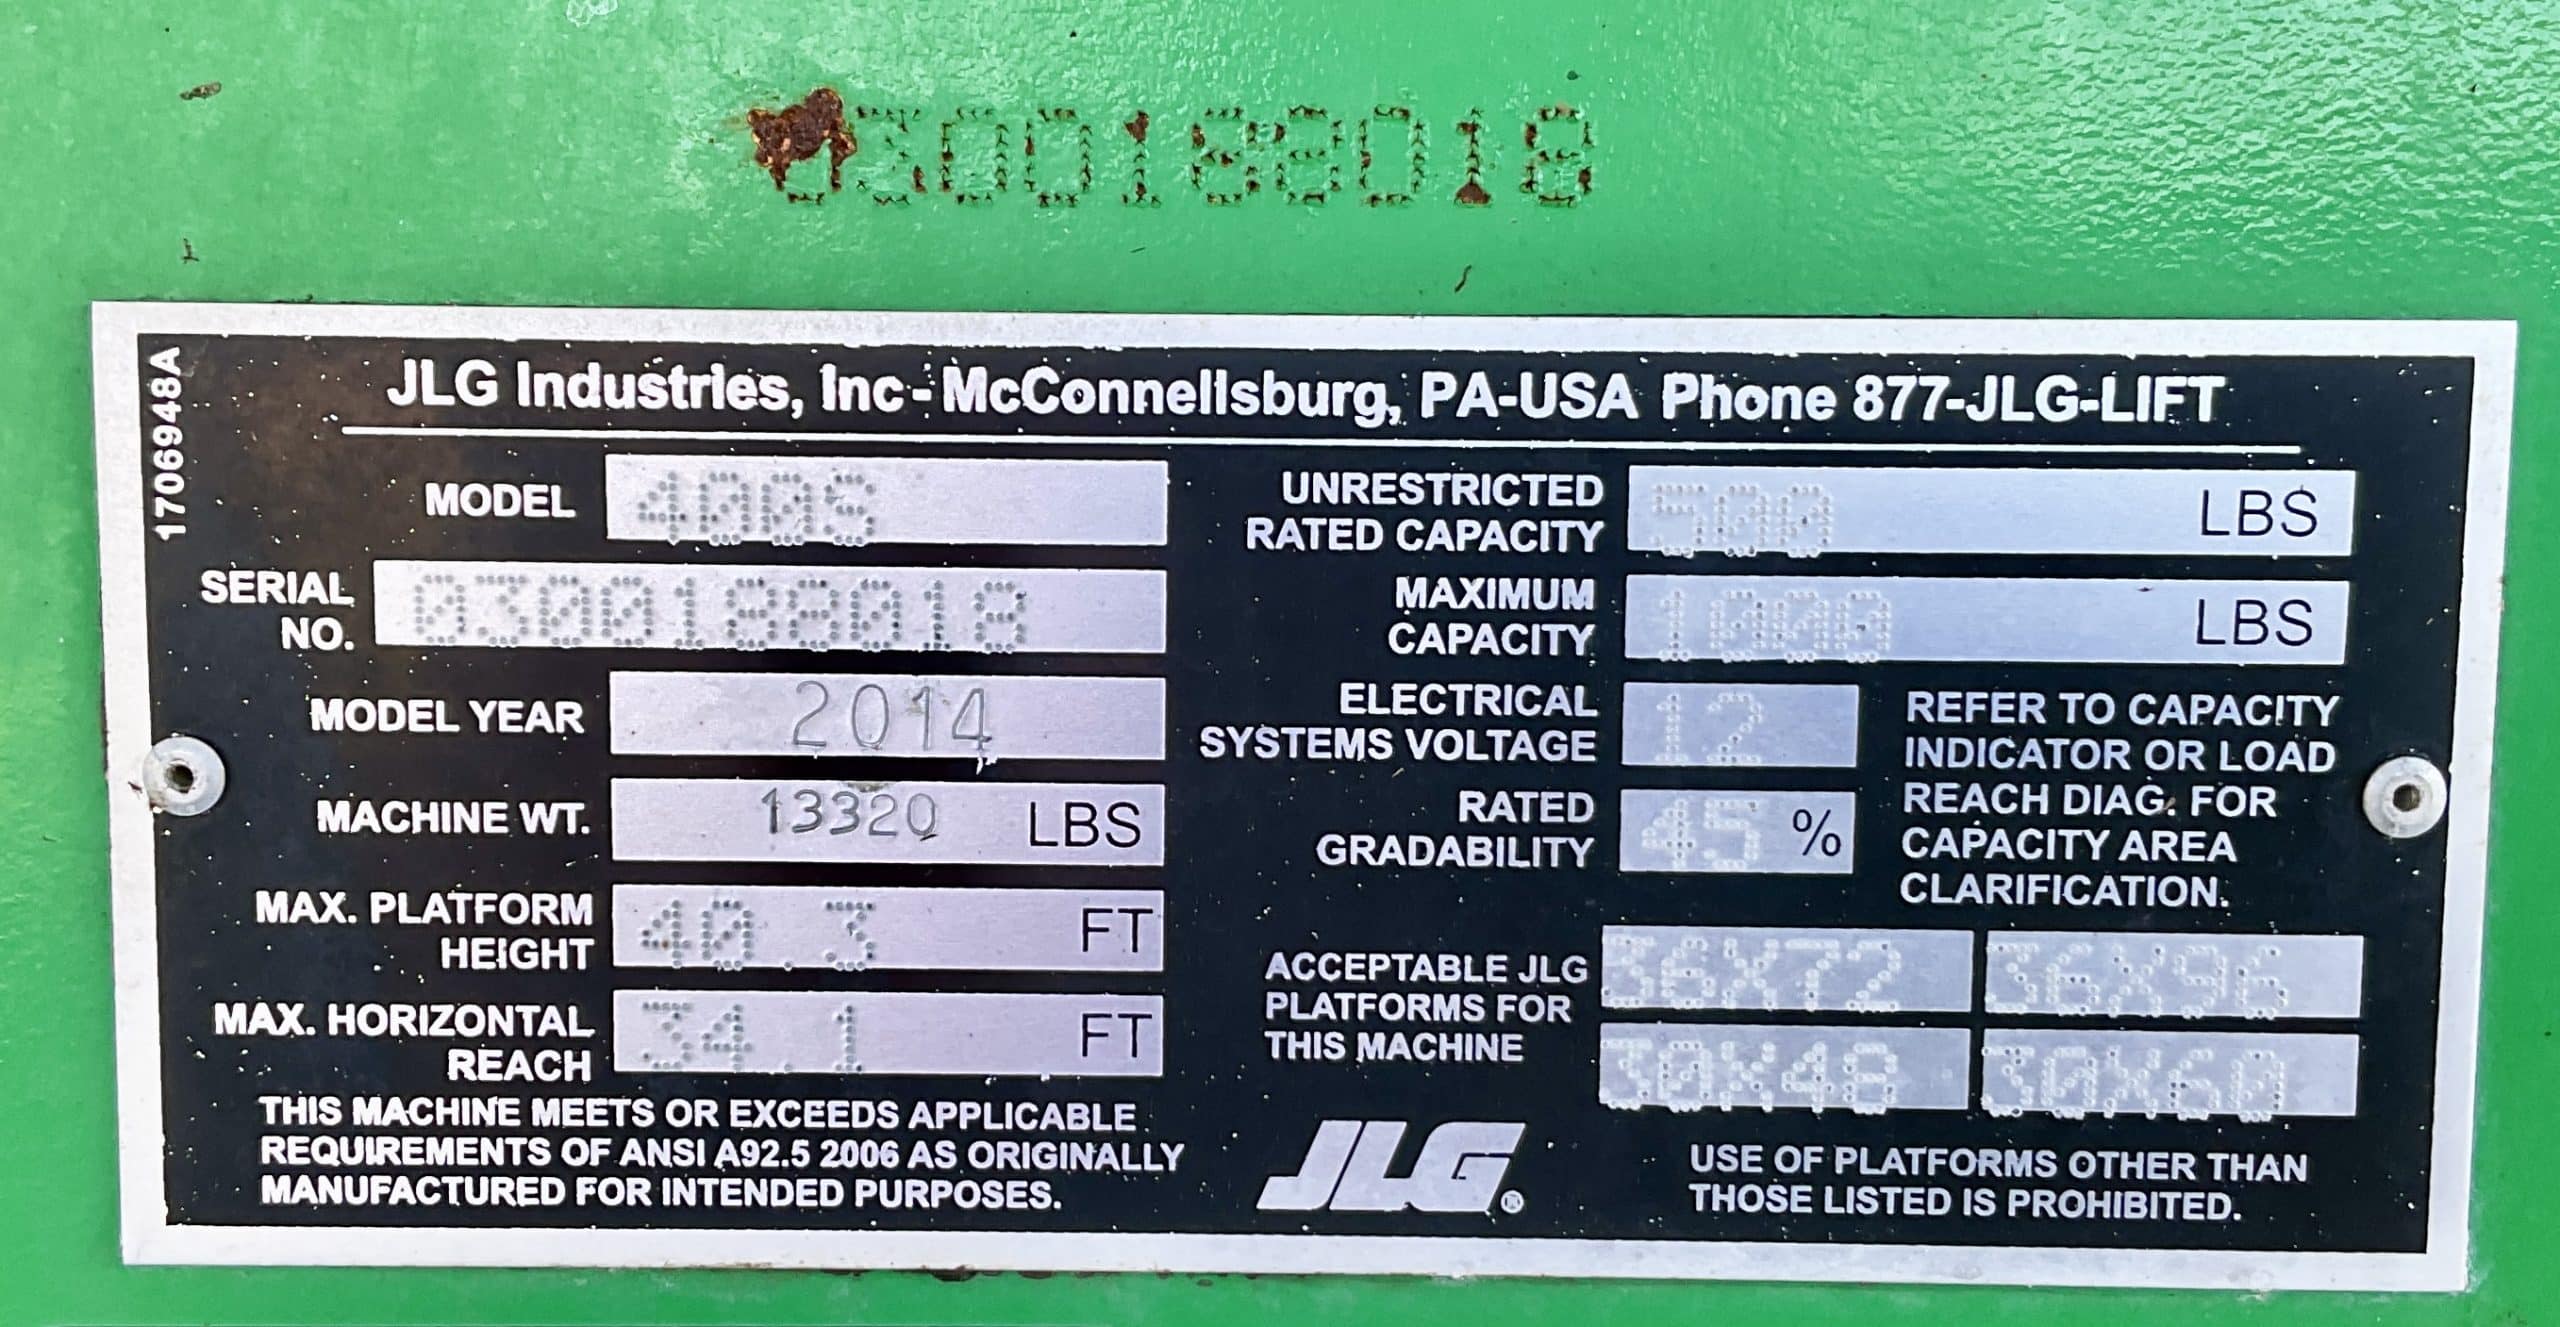 0300188018
1706948A
JLG Industries, Inc - McConnellsburg, PA-USA Phone 877-JLG-LIFT
MODEL 400S
SERIAL NO. 0300188018
MODEL YEAR 2014
MACHINE WT. 13320 LBS
MAX. PLATFORM HEIGHT 40.3 FT
MAX. HORIZONTAL REACH 34.1 FT
THIS MACHINE MEETS OR EXCEEDS APPLICABLE
REQUIREMENTS OF ANSI A92.5 2006 AS ORIGINALLY
MANUFACTURED FOR INTENDED PURPOSES.
UNRESTRICTED RATED CAPACITY 500 LBS
MAXIMUM CAPACITY 1000 LBS
ELECTRICAL SYSTEMS VOLTAGE 12
RATED GRADABILITY 45 %
REFER TO CAPACITY
INDICATOR OR LOAD
REACH DIAG. FOR
CAPACITY AREA
CLARIFICATION.
ACCEPTABLE JLG
PLATFORMS FOR
THIS MACHINE
36X72 36X96
30X48 30X60
JLG®
USE OF PLATFORMS OTHER THAN
THOSE LISTED IS PROHIBITED.